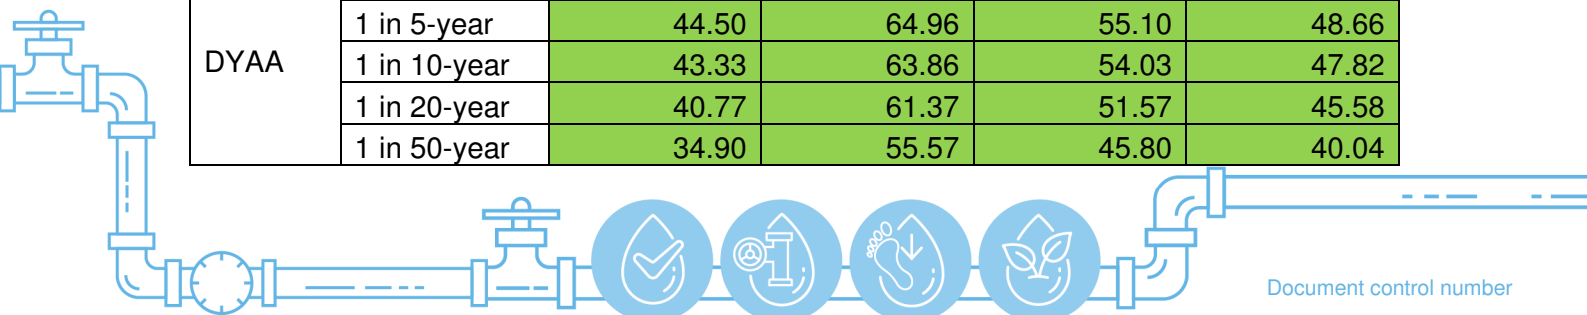 1 in 5-year 44.50 64.96 55.10 48.66
DYAA 1 in 10-year 43.33 63.86 54.03 47.82
1 in 20-year 40.77 61.37 51.57 45.58
1 in 50-year 34.90 55.57 45.80 40.04
Document control number